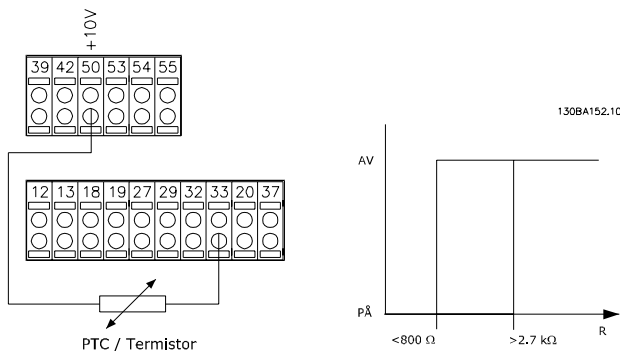 +10V
39 42 50 53 54 55
130BA152.10
AV
12 13 18 19 27 29 32 33 20 37
PÅ
<800 Ω >2.7 kΩ R
PTC / Termistor